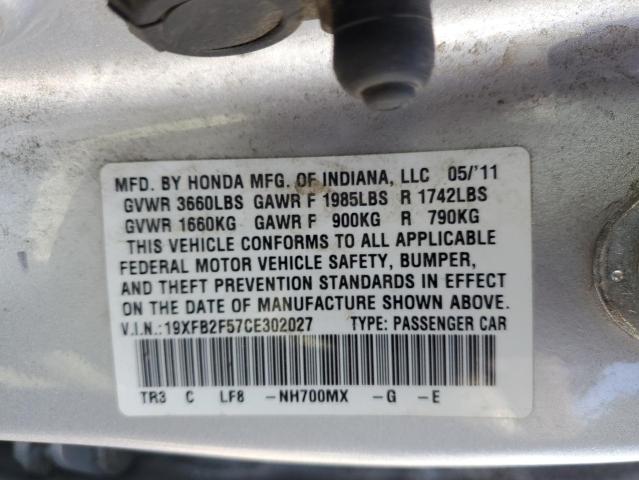 MFD. BY HONDA MFG. OF INDIANA, LLC 05/'11
GVWR 3660LBS GAWR F 1985LBS R 1742LBS
GVWR 1660KG GAWR F 900KG R 790KG
THIS VEHICLE CONFORMS TO ALL APPLICABLE
FEDERAL MOTOR VEHICLE SAFETY, BUMPER,
AND THEFT PREVENTION STANDARDS IN EFFECT
ON THE DATE OF MANUFACTURE SHOWN ABOVE.
V.I.N.:19XFB2F57CE302027 TYPE: PASSENGER CAR
TR3 C LF8 -NH700MX -G -E